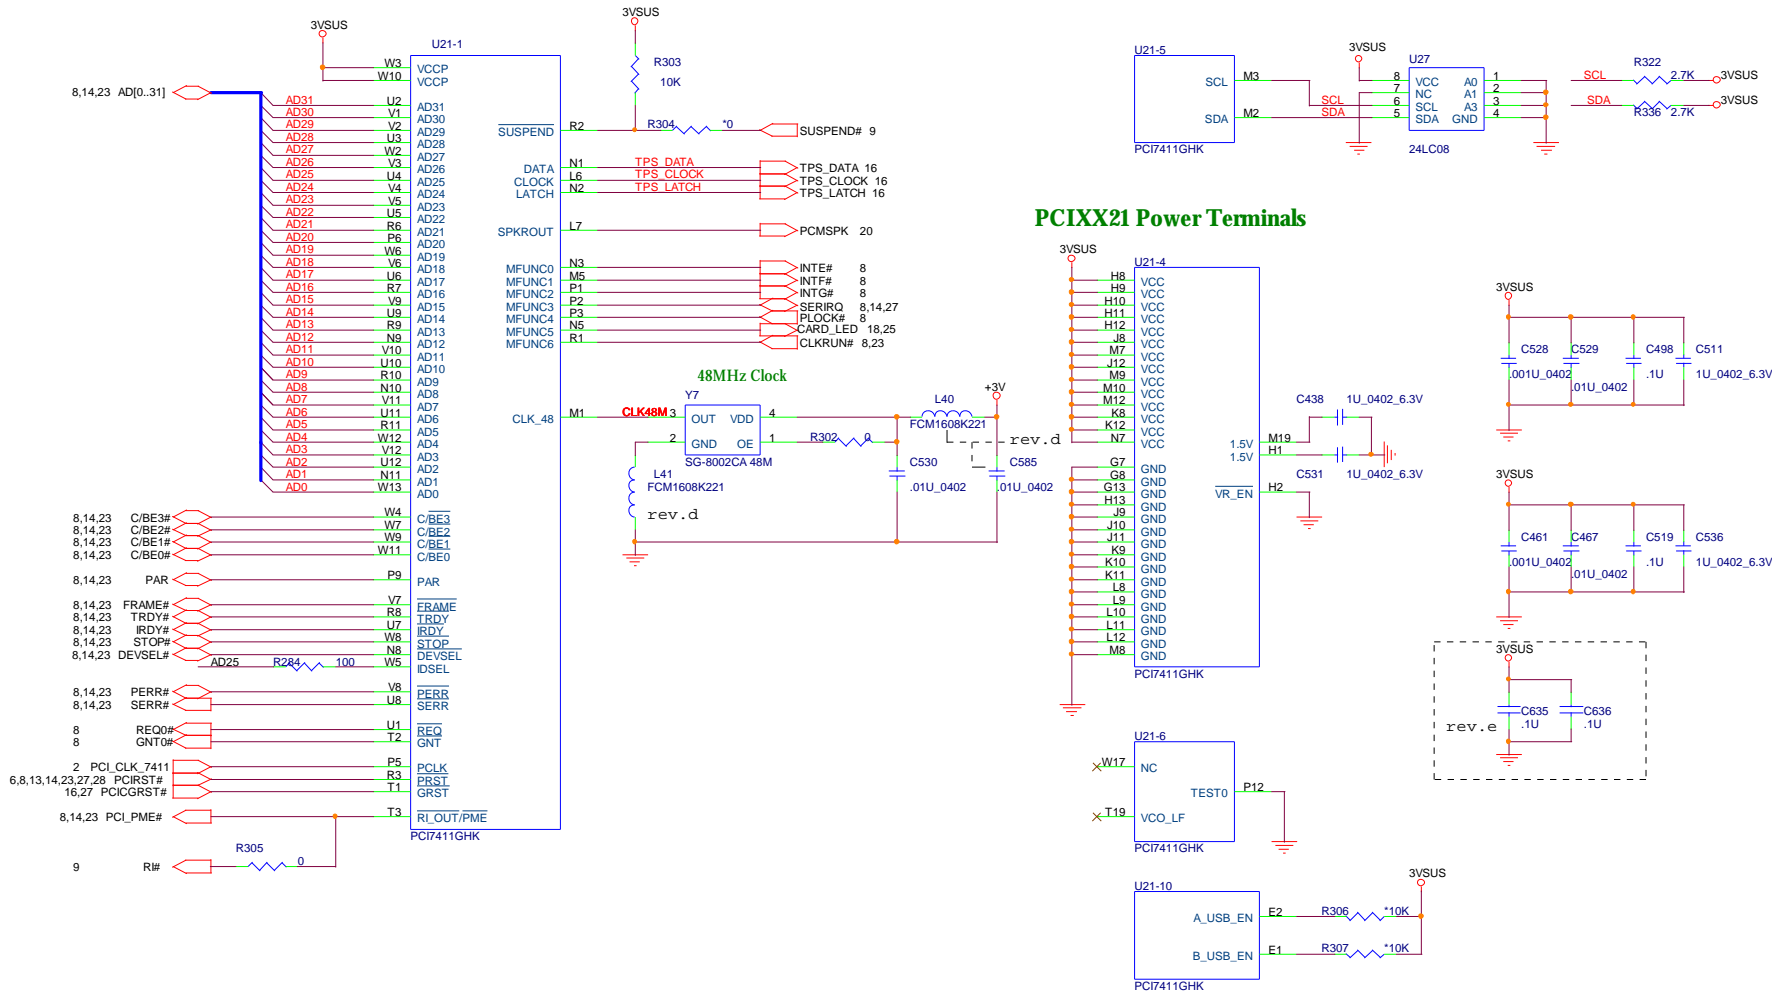 3VSUS
U21-1
W3 VCCP
W10 VCCP
8,14,23 AD[0..31]
AD31 U2 AD31
AD30 V1 AD30
AD29 V2 AD29
AD28 U3 AD28
AD27 W2 AD27
AD26 V3 AD26
AD25 U4 AD25
AD24 V4 AD24
AD23 V5 AD23
AD22 U5 AD22
AD21 R6 AD21
AD20 P6 AD20
AD19 W6 AD19
AD18 V6 AD18
AD17 U6 AD17
AD16 R7 AD16
AD15 V9 AD15
AD14 U9 AD14
AD13 R9 AD13
AD12 N9 AD12
AD11 V10 AD11
AD10 U10 AD10
AD9 R10 AD9
AD8 N10 AD8
AD7 V11 AD7
AD6 U11 AD6
AD5 R11 AD5
AD4 W12 AD4
AD3 V12 AD3
AD2 U12 AD2
AD1 N11 AD1
AD0 W13 AD0
8,14,23 C/BE3# W4 C/BE3
8,14,23 C/BE2# W7 C/BE2
8,14,23 C/BE1# W9 C/BE1
8,14,23 C/BE0# W11 C/BE0
8,14,23 PAR P9 PAR
8,14,23 FRAME# V7 FRAME
8,14,23 TRDY# R8 TRDY
8,14,23 IRDY# U7 IRDY
8,14,23 STOP# W8 STOP
8,14,23 DEVSEL# N8 DEVSEL
AD25 R284 100 W5 IDSEL
8,14,23 PERR# V8 PERR
8,14,23 SERR# U8 SERR
8 REQ0# U1 REQ
8 GNT0# T2 GNT
2 PCI_CLK_7411 P5 PCLK
6,8,13,14,23,27,28 PCIRST# R3 PRST
16,27 PCICGRST# T1 GRST
8,14,23 PCI_PME# T3 RI_OUT/PME
PCI7411GHK
R305
9 RI# 0
3VSUS
R303
10K
SUSPEND R2 R304 *0 SUSPEND# 9
DATA N1 TPS_DATA TPS_DATA 16
CLOCK L6 TPS_CLOCK TPS_CLOCK 16
LATCH N2 TPS_LATCH TPS_LATCH 16
SPKROUT L7 PCMSPK 20
MFUNC0 N3 INTE# 8
MFUNC1 M5 INTF# 8
MFUNC2 P1 INTG# 8
MFUNC3 P2 SERIRQ 8,14,27
MFUNC4 P3 PLOCK# 8
MFUNC5 N5 CARD_LED 18,25
MFUNC6 R1 CLKRUN# 8,23
48MHz Clock
Y7
CLK_48 M1 CLK48M 3 OUT VDD 4
2 GND OE 1 R302 0
SG-8002CA 48M
L41
FCM1608K221
rev.d
+3V
L40
FCM1608K221
rev.d
C530
.01U_0402
C585
.01U_0402
U21-5
SCL M3
SDA M2
PCI7411GHK
SCL
SDA
3VSUS
U27
8 VCC A0 1
7 NC A1 2
6 SCL A3 3
5 SDA GND 4
24LC08
SCL R322 2.7K 3VSUS
SDA R336 2.7K 3VSUS
PCIXX21 Power Terminals
3VSUS
U21-4
H8 VCC
H9 VCC
H10 VCC
H11 VCC
H12 VCC
J8 VCC
M7 VCC
J12 VCC
M9 VCC
M10 VCC
M12 VCC
K8 VCC
K12 VCC
N7 VCC
G7 GND
G8 GND
G13 GND
H13 GND
J9 GND
J10 GND
J11 GND
K9 GND
K10 GND
K11 GND
L8 GND
L9 GND
L10 GND
L11 GND
L12 GND
M8 GND
PCI7411GHK
1.5V M19
1.5V H1
VR_EN H2
C438 1U_0402_6.3V
C531 1U_0402_6.3V
3VSUS
C528 .001U_0402
C529 .01U_0402
C498 .1U
C511 1U_0402_6.3V
3VSUS
C461 .001U_0402
C467 .01U_0402
C519 .1U
C536 1U_0402_6.3V
3VSUS
rev.e
C635 .1U
C636 .1U
U21-6
W17 NC
TEST0 P12
T19 VCO_LF
PCI7411GHK
U21-10
3VSUS
A_USB_EN E2 R306 *10K
B_USB_EN E1 R307 *10K
PCI7411GHK